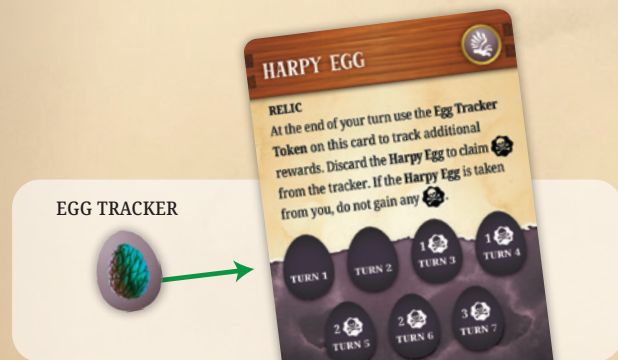 HARPY EGG
RELIC
At the end of your turn use the Egg Tracker
Token on this card to track additional
rewards. Discard the Harpy Egg to claim
from the tracker. If the Harpy Egg is taken
from you, do not gain any .
EGG TRACKER
TURN 1
TURN 2
1
TURN 3
1
TURN 4
2
TURN 5
2
TURN 6
3
TURN 7